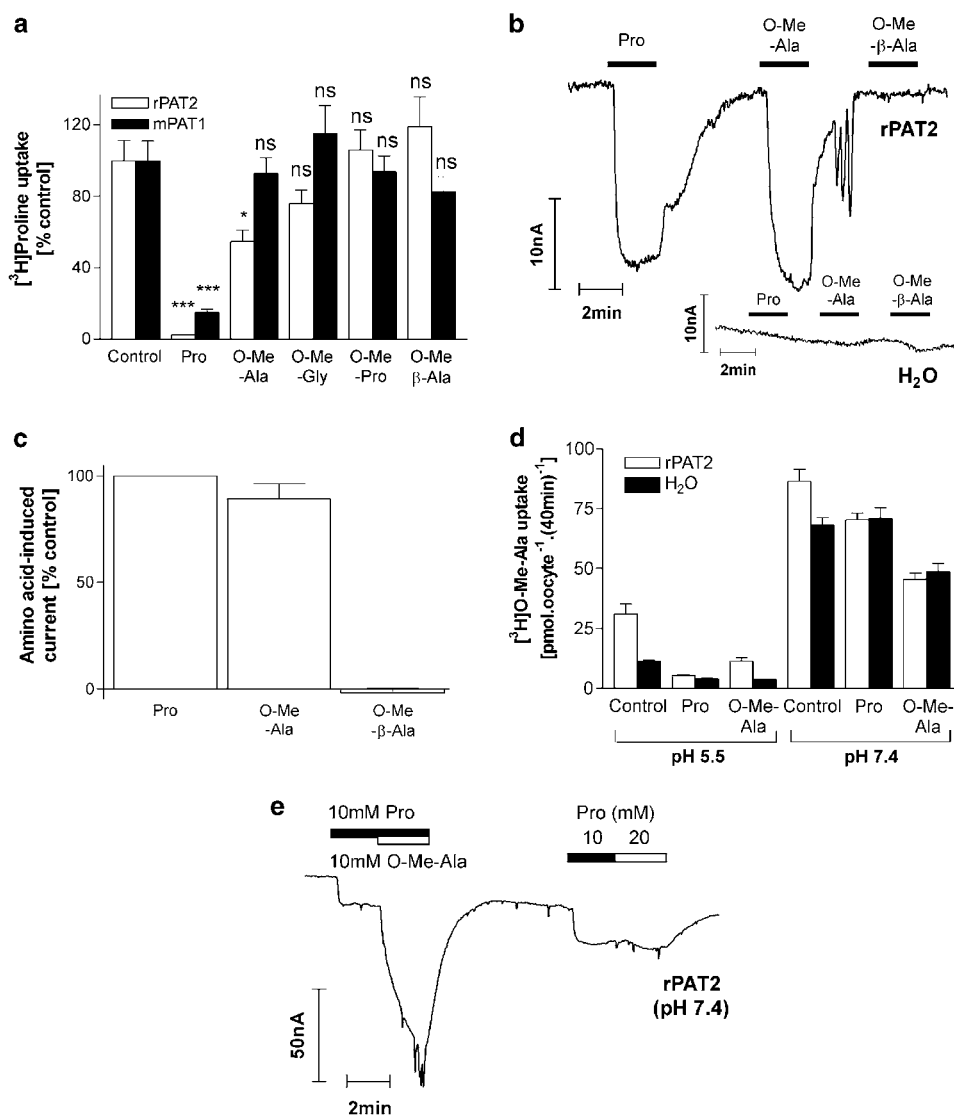 a
rPAT2
mPAT1
[³H]Proline uptake
[% control]
120
80
40
0
ns
ns
ns
ns
ns
ns
ns
*
***
***
Control
Pro
O-Me
-Ala
O-Me
-Gly
O-Me
-Pro
O-Me
β-Ala
b
Pro
O-Me
-Ala
O-Me
-β-Ala
rPAT2
10nA
2min
Pro
O-Me
-Ala
O-Me
-β-Ala
10nA
2min
H₂O
c
Amino acid-induced
current [% control]
100
0
Pro
O-Me
-Ala
O-Me
-β-Ala
d
rPAT2
H₂O
[³H]O-Me-Ala uptake
[pmol.oocyte⁻¹.(40min)⁻¹]
100
75
50
25
0
Control
Pro
O-Me-
Ala
Control
Pro
O-Me-
Ala
pH 5.5
pH 7.4
e
10mM Pro
10mM O-Me-Ala
Pro (mM)
10 20
50nA
2min
rPAT2
(pH 7.4)